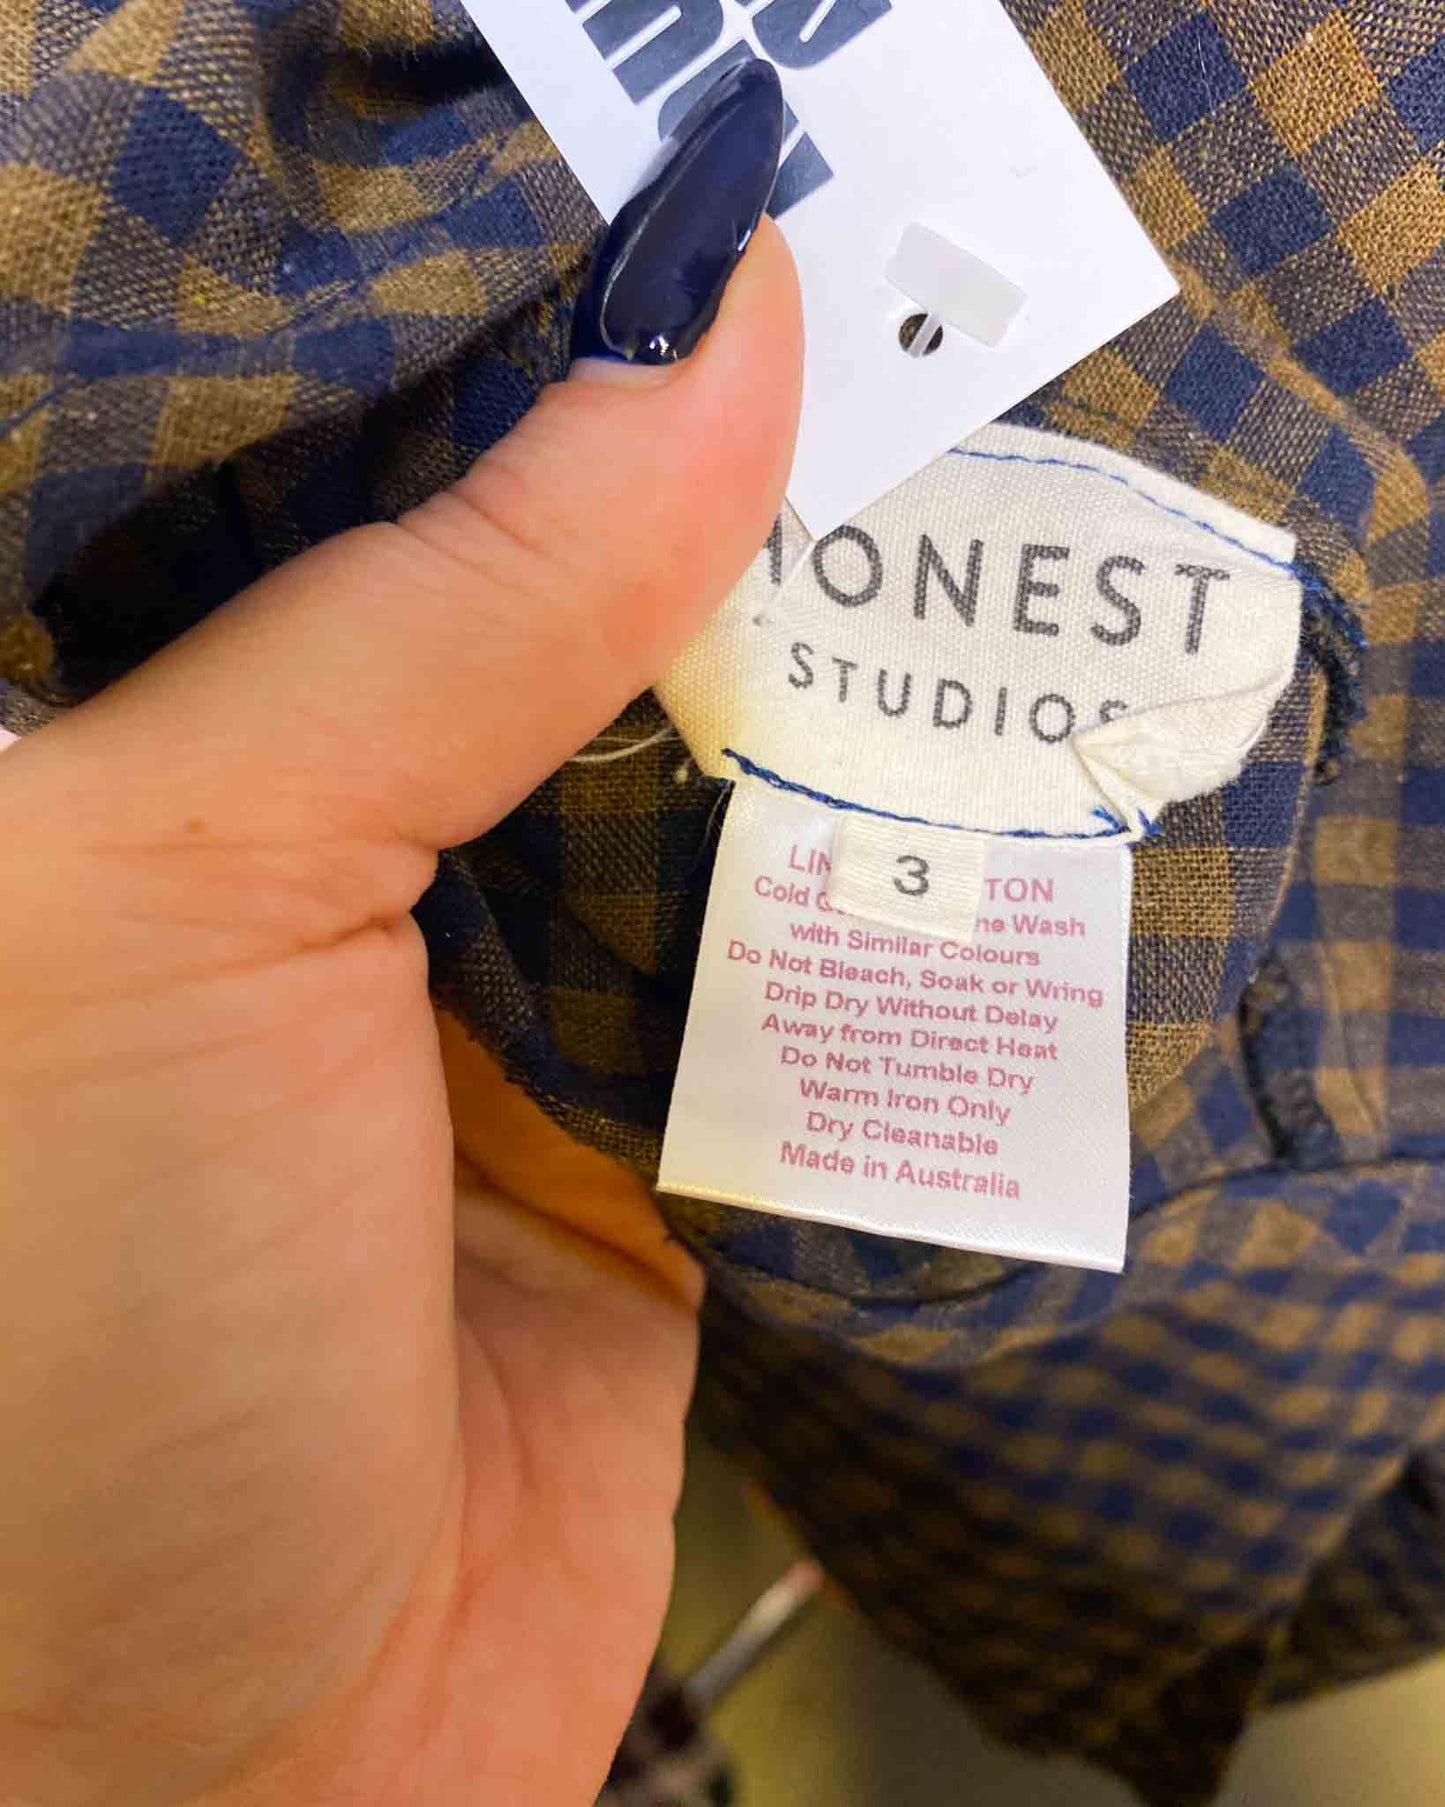 HONEST
STUDIOS
3
Cold
with Similar Colours
Wash
Do Not Bleach, Soak or Wring
Drip Dry Without Delay
Away from Direct Heat
Do Not Tumble Dry
Warm Iron Only
Dry Cleanable
Made in Australia